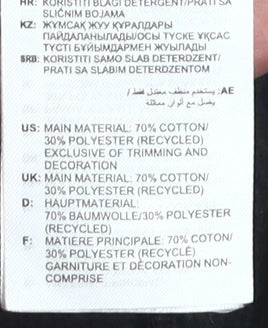 HR: KORISTITI BLAGI DETERGENT/PRATI SA
SLIČNIM BOJAMA
KZ: ЖҰМСАҚ ЖУУ ҚҰРАЛДАРЫ
ПАЙДАЛАНЫЛАДЫ/ОСЫ ТҮСКЕ ҰҚСАС
ТҮСТІ БҰЙЫМДАРМЕН ЖУЫЛАДЫ
SRB: KORISTITI SAMO SLAB DETERDZENT/
PRATI SA SLABIM DETERDZENTOM
AE: يستخدم منظف معتدل فقط /
يغسل مع ألوان مماثلة
US: MAIN MATERIAL: 70% COTTON/
30% POLYESTER (RECYCLED)
EXCLUSIVE OF TRIMMING AND
DECORATION
UK: MAIN MATERIAL: 70% COTTON/
30% POLYESTER (RECYCLED)
D: HAUPTMATERIAL:
70% BAUMWOLLE/30% POLYESTER
(RECYCLED)
F: MATIERE PRINCIPALE: 70% COTON/
30% POLYESTER (RECYCLÉ)
GARNITURE ET DÉCORATION NON-
COMPRISE